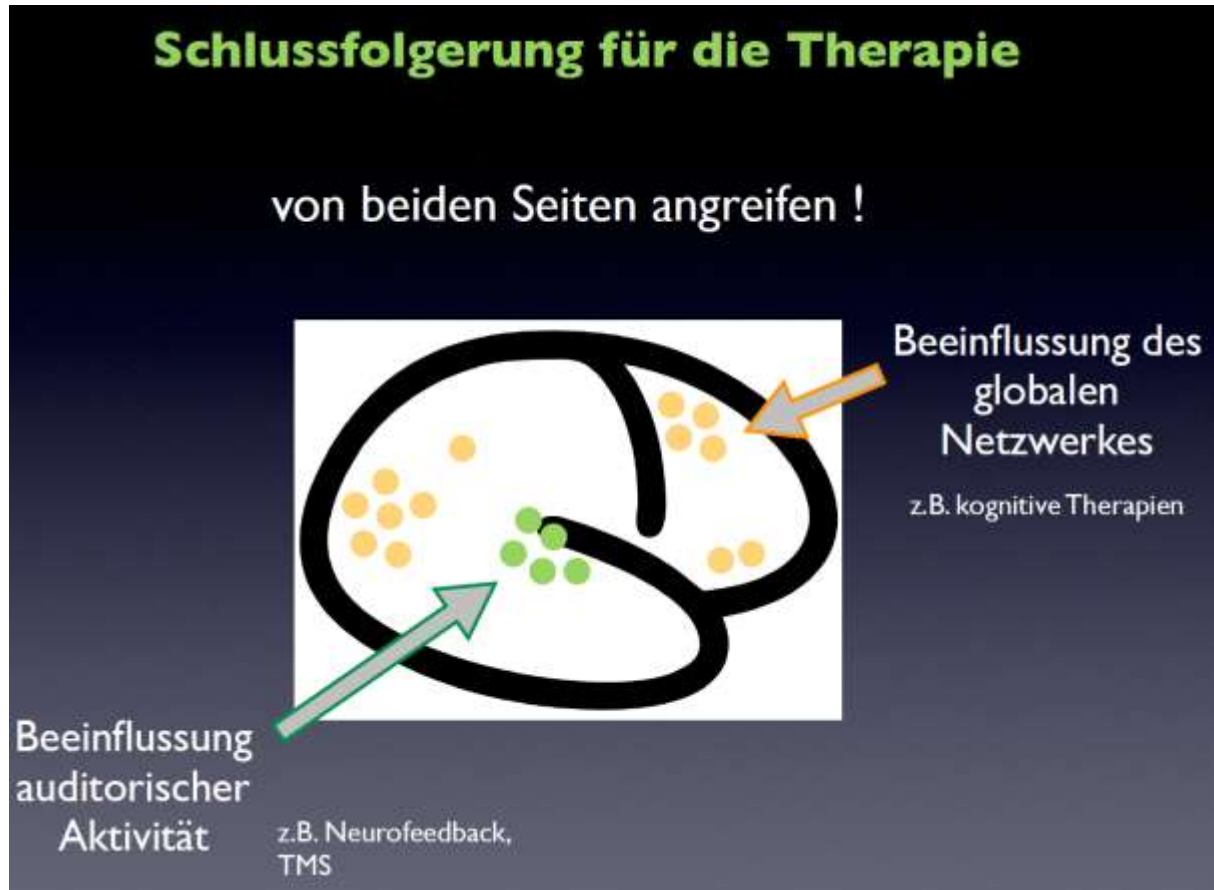 Schlussfolgerung für die Therapie
von beiden Seiten angreifen !
Beeinflussung des
globalen
Netzwerkes
z.B. kognitive Therapien
Beeinflussung
auditorischer
Aktivität
z.B. Neurofeedback,
TMS